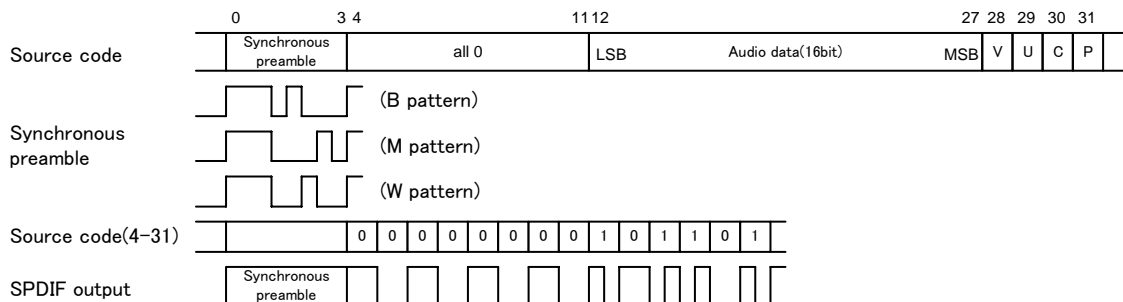 0 3 4 11 12 27 28 29 30 31
Source code Synchronous preamble all 0 LSB Audio data(16bit) MSB V U C P
(B pattern)
Synchronous preamble
(M pattern)
(W pattern)
Source code(4-31) 0 0 0 0 0 0 0 0 1 0 1 1 0 1
SPDIF output Synchronous preamble